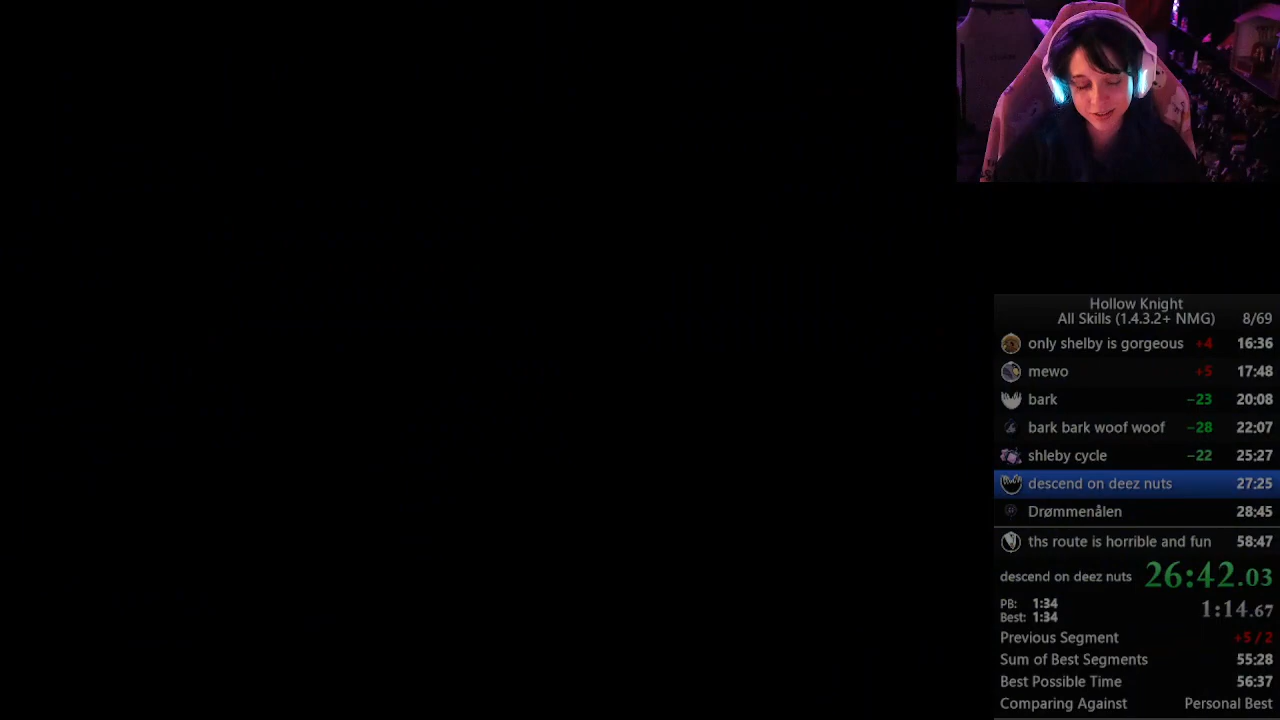 Hollow Knight
All Skills (1.4.3.2+ NMG) 8/69
only shelby is gorgeous +4 16:36
mewo +5 17:48
bark −23 20:08
bark bark woof woof −28 22:07
shleby cycle −22 25:27
descend on deez nuts 27:25
Drømmenålen 28:45
ths route is horrible and fun 58:47
descend on deez nuts 26:42.03
PB: 1:34 1:14.67
Best: 1:34
Previous Segment +5 / 2
Sum of Best Segments 55:28
Best Possible Time 56:37
Comparing Against Personal Best